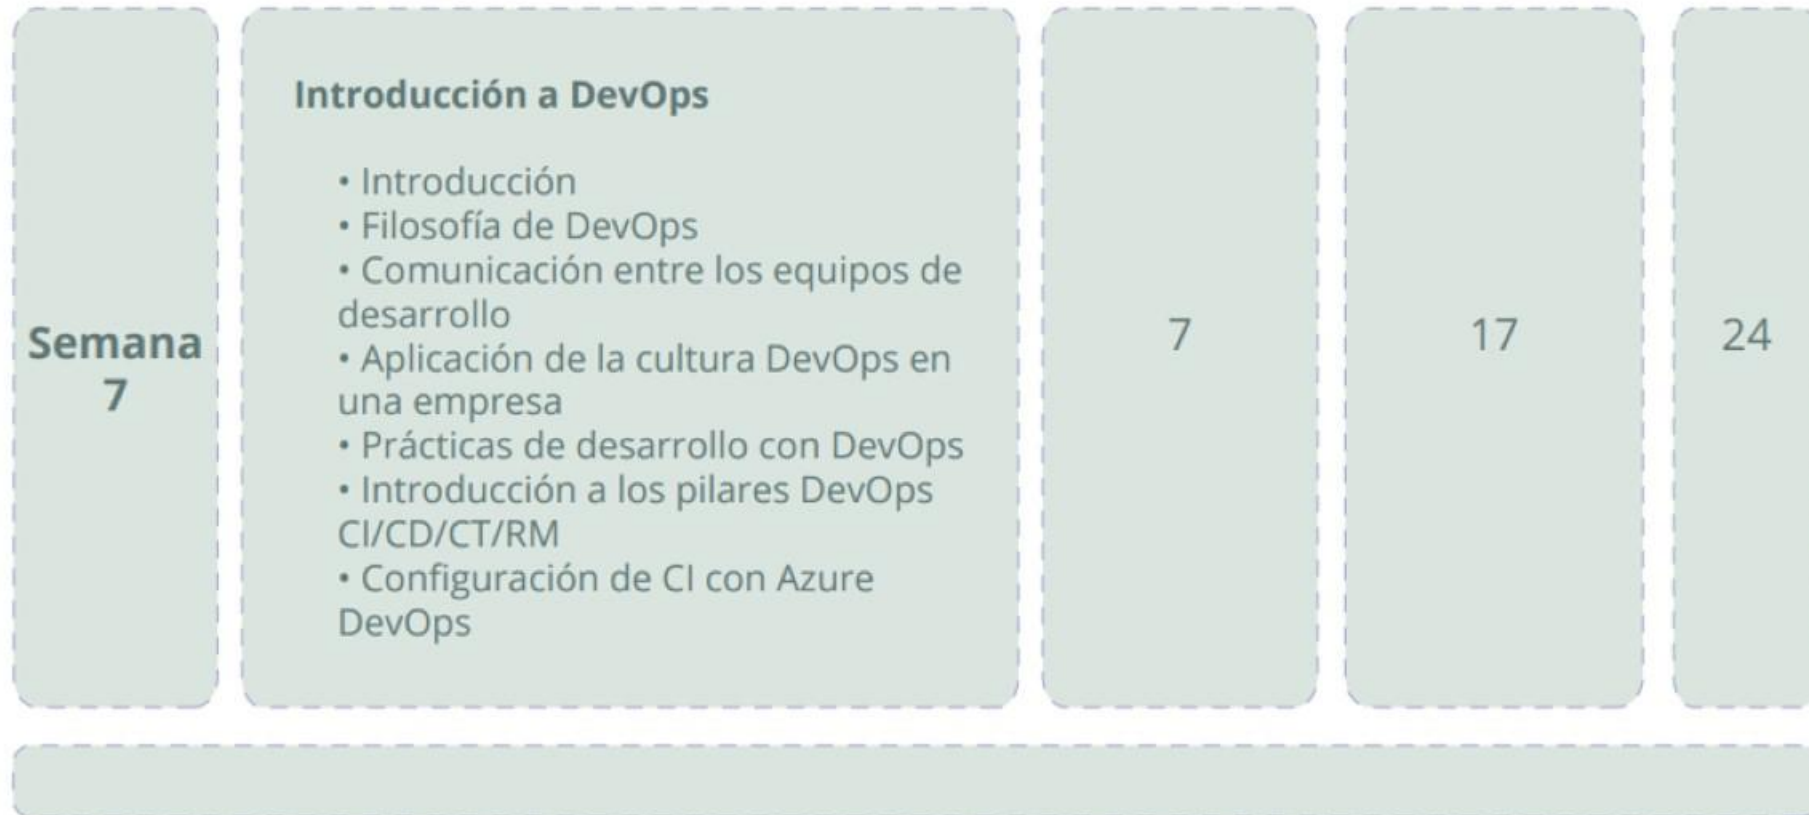 Semana
7
Introducción a DevOps
• Introducción
• Filosofía de DevOps
• Comunicación entre los equipos de
desarrollo
• Aplicación de la cultura DevOps en
una empresa
• Prácticas de desarrollo con DevOps
• Introducción a los pilares DevOps
CI/CD/CT/RM
• Configuración de CI con Azure
DevOps
7
17
24